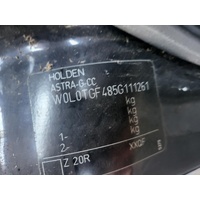 HOLDEN
ASTRA-G-CC
W0L0TGF485G111261
kg
kg
1- kg
2- kg
XXQF
Z 20R